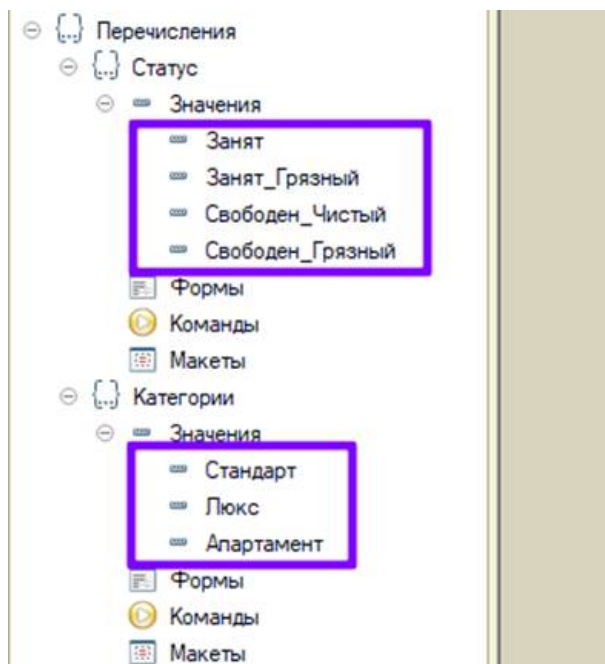 Перечисления
Статус
Значения
Занят
Занят_Грязный
Свободен_Чистый
Свободен_Грязный
Формы
Команды
Макеты
Категории
Значения
Стандарт
Люкс
Апартамент
Формы
Команды
Макеты